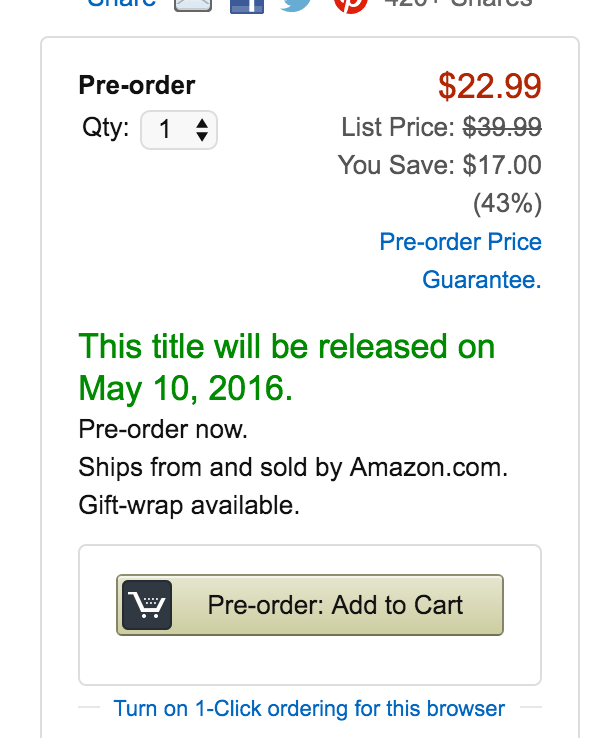 Share 420+ Shares
Pre-order $22.99
Qty: 1 List Price: $39.99
You Save: $17.00
(43%)
Pre-order Price
Guarantee.
This title will be released on
May 10, 2016.
Pre-order now.
Ships from and sold by Amazon.com.
Gift-wrap available.
Pre-order: Add to Cart
Turn on 1-Click ordering for this browser